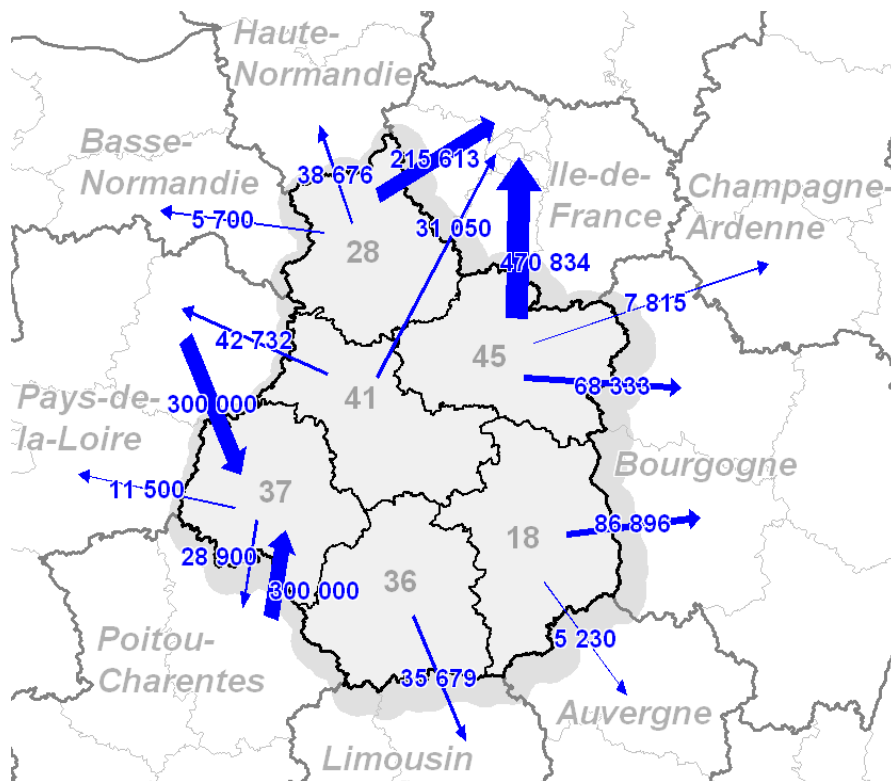 Haute-
Normandie
Basse-
Normandie
38 676
215 613
Ile-de-
France
Champagne-
Ardenne
5 700
28
31 050
470 834
7 815
42 732
45
68 333
Pays-de-
la-Loire
300 000
41
11 500
37
Bourgogne
86 896
18
28 900
300 000
36
Poitou-
Charentes
5 230
35 679
Auvergne
Limousin